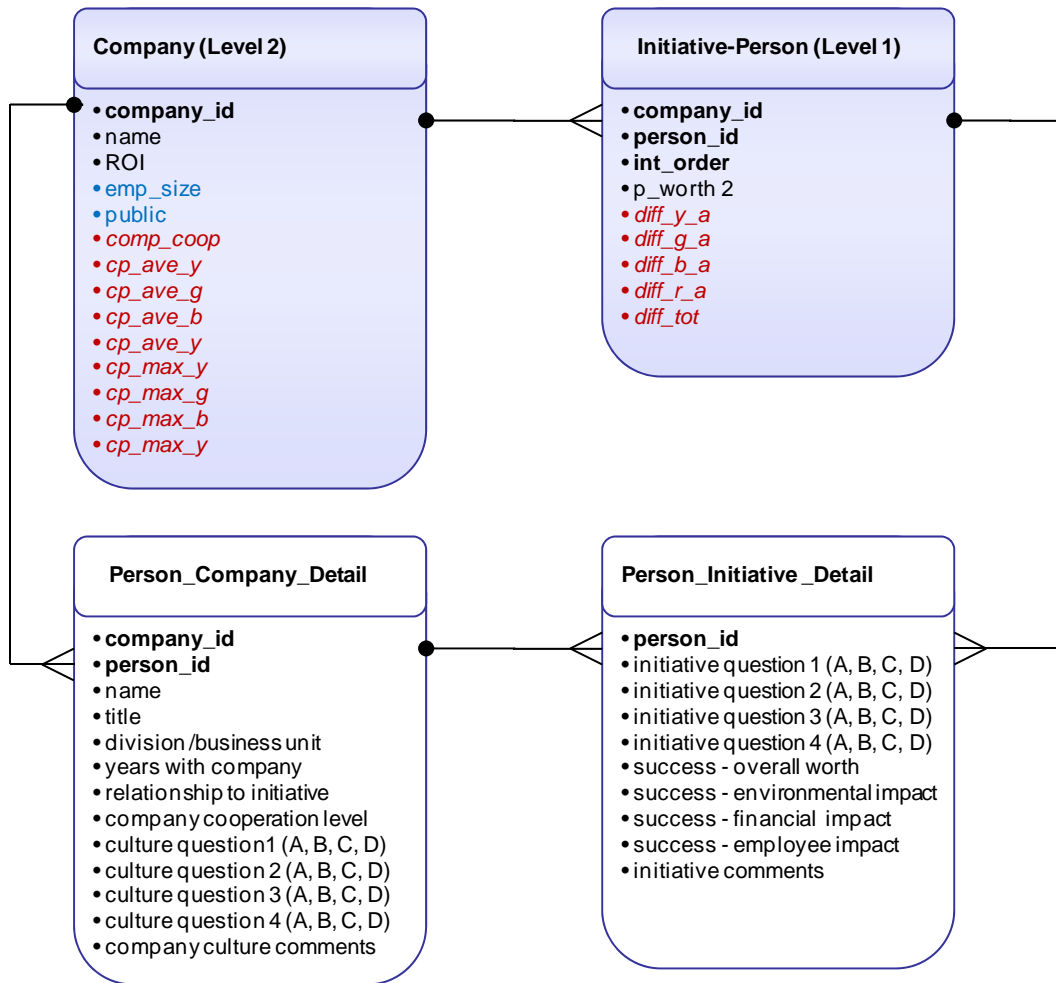 Company (Level 2)
• company_id
• name
• ROI
• emp_size
• public
• comp_coop
• cp_ave_y
• cp_ave_g
• cp_ave_b
• cp_ave_y
• cp_max_y
• cp_max_g
• cp_max_b
• cp_max_y
Initiative-Person (Level 1)
• company_id
• person_id
• int_order
• p_worth 2
• diff_y_a
• diff_g_a
• diff_b_a
• diff_r_a
• diff_tot
Person_Company_Detail
• company_id
• person_id
• name
• title
• division/business unit
• years with company
• relationship to initiative
• company cooperation level
• culture question1 (A, B, C, D)
• culture question 2 (A, B, C, D)
• culture question 3 (A, B, C, D)
• culture question 4 (A, B, C, D)
• company culture comments
Person_Initiative _Detail
• person_id
• initiative question 1 (A, B, C, D)
• initiative question 2 (A, B, C, D)
• initiative question 3 (A, B, C, D)
• initiative question 4 (A, B, C, D)
• success - overall worth
• success - environmental impact
• success - financial impact
• success - employee impact
• initiative comments